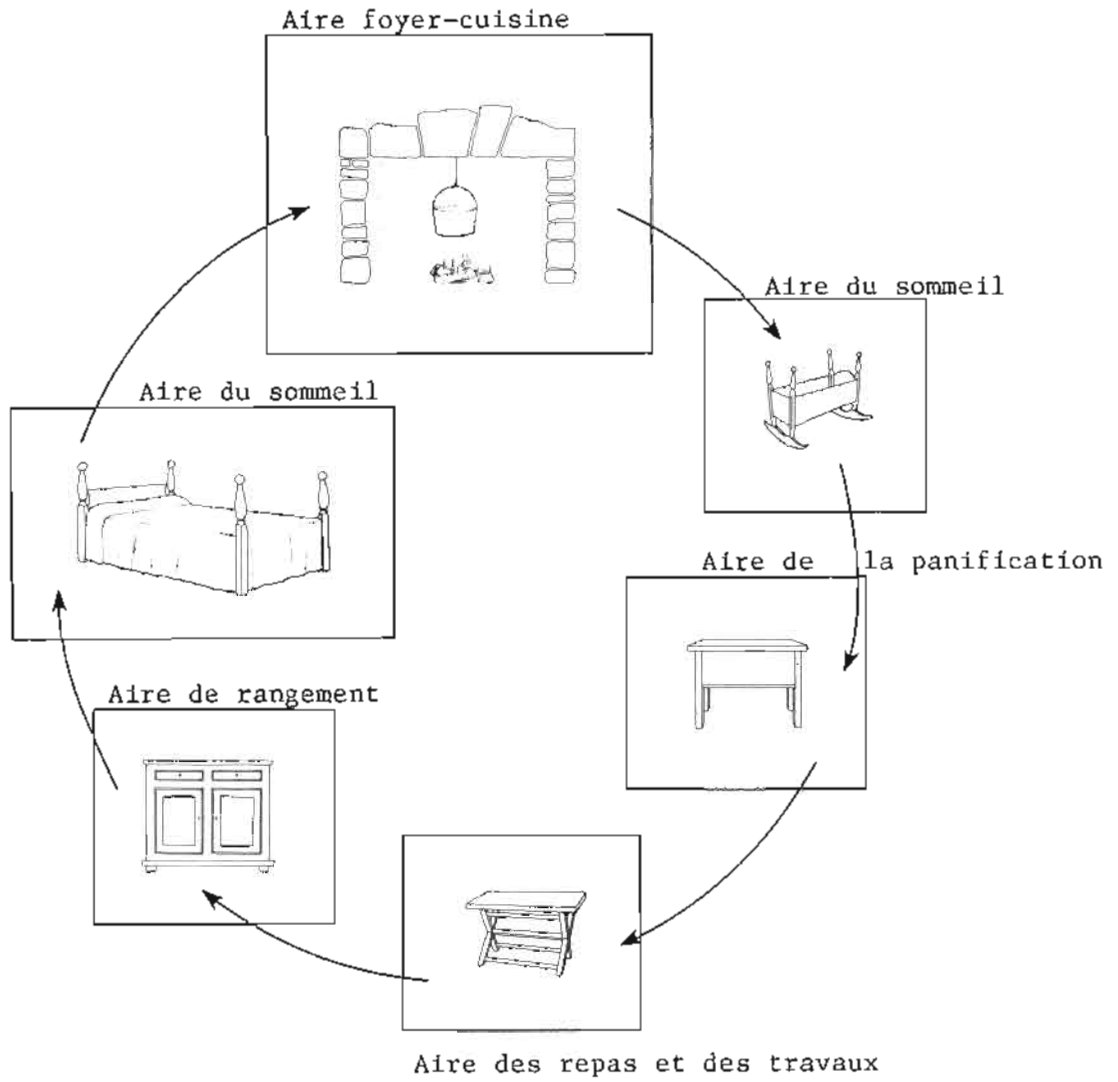 Aire foyer-cuisine
Aire du sommeil
Aire du sommeil
Aire de la panification
Aire de rangement
Aire des repas et des travaux